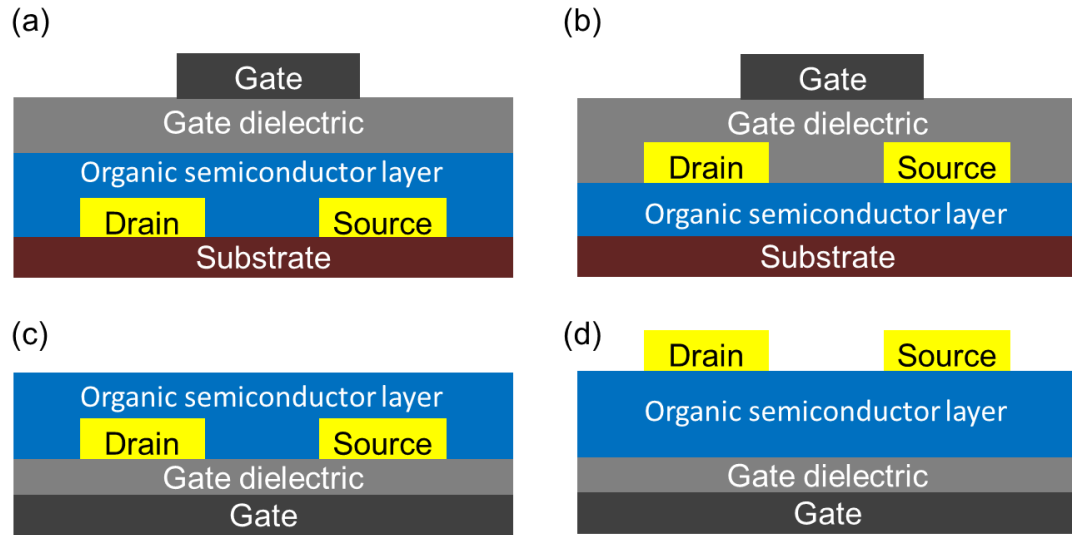 (a)
Gate
Gate dielectric
Organic semiconductor layer
Drain
Source
Substrate
(b)
Gate
Gate dielectric
Drain
Source
Organic semiconductor layer
Substrate
(c)
Organic semiconductor layer
Drain
Source
Gate dielectric
Gate
(d)
Drain
Source
Organic semiconductor layer
Gate dielectric
Gate